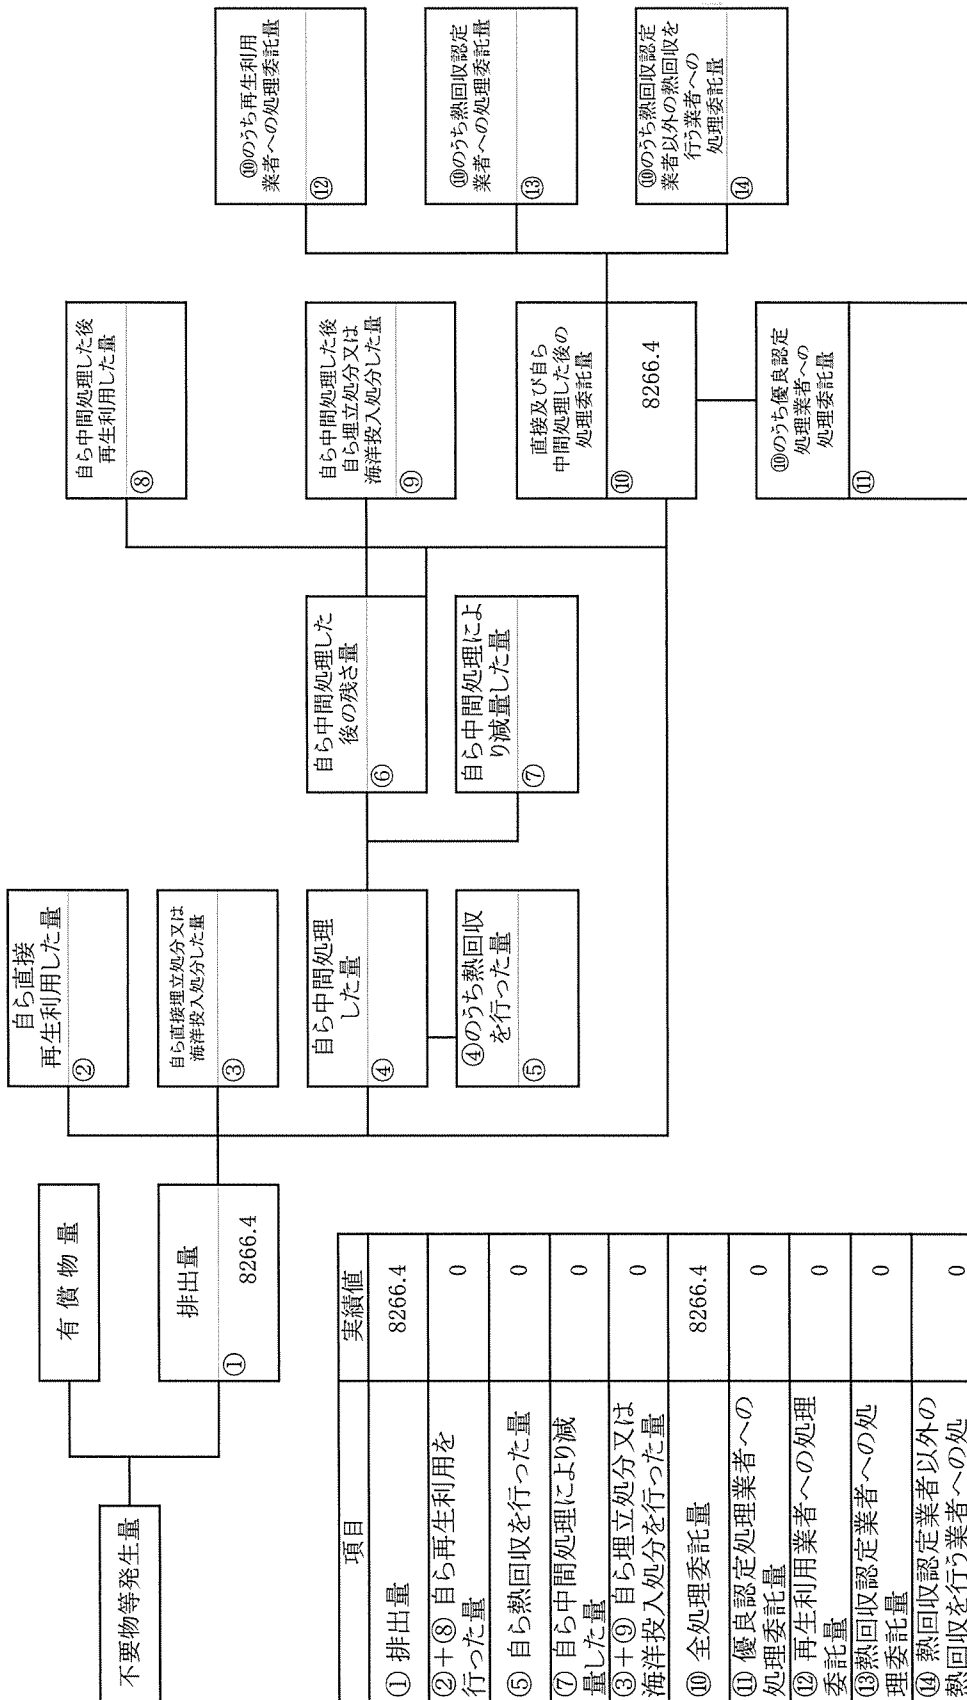 不要物等発生量
有償物量
排出量
①
8266.4
自ら直接
再生利用した量
②
自ら直接埋立処分又は
海洋投入処分した量
③
自ら中間処理
した量
④
④のうち熱回収
を行った量
⑤
自ら中間処理した
後の残さ量
⑥
自ら中間処理によ
り減量した量
⑦
自ら中間処理した後
再生利用した量
⑧
自ら中間処理した後
自ら埋立処分又は
海洋投入処分した量
⑨
直接及び自ら
中間処理した後の
処理委託量
⑩
8266.4
⑩のうち優良認定
処理業者への
処理委託量
⑪
⑩のうち再生利用
業者への処理委託量
⑫
⑩のうち熱回収認定
業者への処理委託量
⑬
⑩のうち熱回収認定
業者以外の熱回収を
行う業者への
処理委託量
⑭
項目 実績値
①排出量 8266.4
②+⑧自ら再生利用を
行った量 0
⑤自ら熱回収を行った量 0
⑦自ら中間処理により減
量した量 0
③+⑨自ら埋立処分又は
海洋投入処分を行った量 0
⑩全処理委託量 8266.4
⑪優良認定処理業者への
処理委託量 0
⑫再生利用業者への処理
委託量 0
⑬熱回収認定業者への処
理委託量 0
⑭熱回収認定業者以外の
熱回収を行う業者への処 0